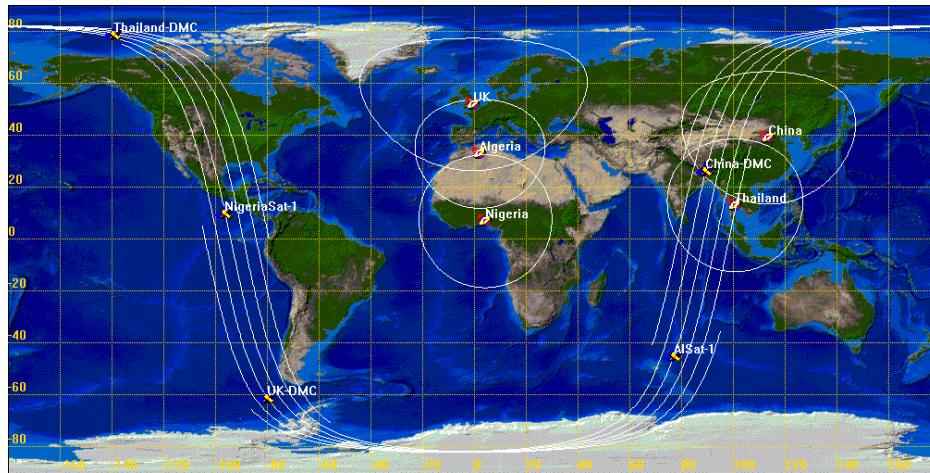 80
Thailand-DMC
60
UK
40
China
Algeria
China-DMC
20
Thailand
NigeriaSat-1
Nigeria
0
-20
-40
AlSat-1
-60
UK-DMC
-80
-160 -140 -120 -100 -80 -60 -40 -20 0 20 40 60 80 100 120 140 160